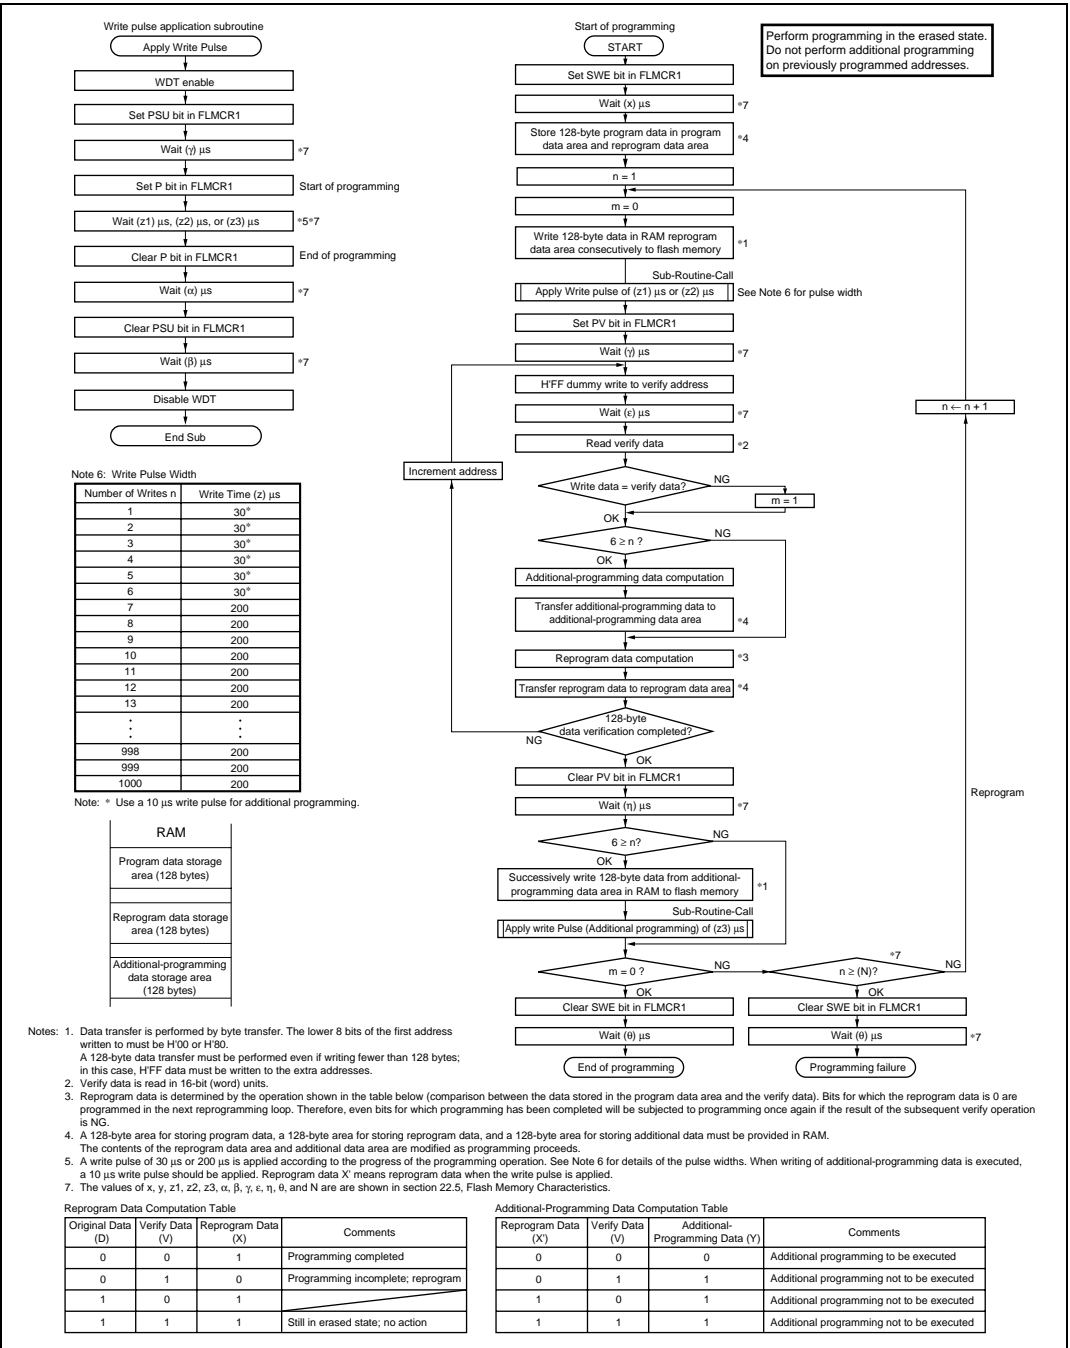 Write pulse application subroutine
Apply Write Pulse
WDT enable
Set PSU bit in FLMCR1
Wait (γ) μs
*7
Set P bit in FLMCR1
Start of programming
Wait (z1) μs, (z2) μs, or (z3) μs
*5*7
Clear P bit in FLMCR1
End of programming
Wait (α) μs
*7
Clear PSU bit in FLMCR1
Wait (β) μs
*7
Disable WDT
End Sub
Note 6: Write Pulse Width
Number of Writes n Write Time (z) μs
1 30*
2 30*
3 30*
4 30*
5 30*
6 30*
7 200
8 200
9 200
10 200
11 200
12 200
13 200
998 200
999 200
1000 200
Note: * Use a 10 μs write pulse for additional programming.
RAM
Program data storage
area (128 bytes)
Reprogram data storage
area (128 bytes)
Additional-programming
data storage area
(128 bytes)
Start of programming
START
Perform programming in the erased state.
Do not perform additional programming
on previously programmed addresses.
Set SWE bit in FLMCR1
Wait (x) μs
*7
Store 128-byte program data in program
data area and reprogram data area
*4
n = 1
m = 0
Write 128-byte data in RAM reprogram
data area consecutively to flash memory
*1
Sub-Routine-Call
Apply Write pulse of (z1) μs or (z2) μs
See Note 6 for pulse width
Set PV bit in FLMCR1
Wait (γ) μs
*7
H'FF dummy write to verify address
Wait (ε) μs
*7
Read verify data
*2
Increment address
Write data = verify data?
NG
m = 1
OK
6 ≥ n ?
NG
OK
Additional-programming data computation
Transfer additional-programming data to
additional-programming data area
*4
Reprogram data computation
*3
Transfer reprogram data to reprogram data area
*4
128-byte
data verification completed?
NG
OK
Clear PV bit in FLMCR1
Wait (η) μs
*7
6 ≥ n?
NG
OK
Successively write 128-byte data from additional-
programming data area in RAM to flash memory
*1
Sub-Routine-Call
Apply write Pulse (Additional programming) of (z3) μs
m = 0 ?
NG
OK
n ≥ (N)?
*7
NG
OK
n ← n + 1
Reprogram
Clear SWE bit in FLMCR1
Clear SWE bit in FLMCR1
Wait (θ) μs
Wait (θ) μs
*7
End of programming
Programming failure
Notes: 1. Data transfer is performed by byte transfer. The lower 8 bits of the first address
written to must be H'00 or H'80.
A 128-byte data transfer must be performed even if writing fewer than 128 bytes;
in this case, H'FF data must be written to the extra addresses.
2. Verify data is read in 16-bit (word) units.
3. Reprogram data is determined by the operation shown in the table below (comparison between the data stored in the program data area and the verify data). Bits for which the reprogram data is 0 are
programmed in the next reprogramming loop. Therefore, even bits for which programming has been completed will be subjected to programming once again if the result of the subsequent verify operation
is NG.
4. A 128-byte area for storing program data, a 128-byte area for storing reprogram data, and a 128-byte area for storing additional data must be provided in RAM.
The contents of the reprogram data area and additional data area are modified as programming proceeds.
5. A write pulse of 30 μs or 200 μs is applied according to the progress of the programming operation. See Note 6 for details of the pulse widths. When writing of additional-programming data is executed,
a 10 μs write pulse should be applied. Reprogram data X' means reprogram data when the write pulse is applied.
7. The values of x, y, z1, z2, z3, α, β, γ, ε, η, θ, and N are are shown in section 22.5, Flash Memory Characteristics.
Reprogram Data Computation Table
Original Data (D) Verify Data (V) Reprogram Data (X) Comments
0 0 1 Programming completed
0 1 0 Programming incomplete; reprogram
1 0 1
1 1 1 Still in erased state; no action
Additional-Programming Data Computation Table
Reprogram Data (X') Verify Data (V) Additional-Programming Data (Y) Comments
0 0 0 Additional programming to be executed
0 1 1 Additional programming not to be executed
1 0 1 Additional programming not to be executed
1 1 1 Additional programming not to be executed